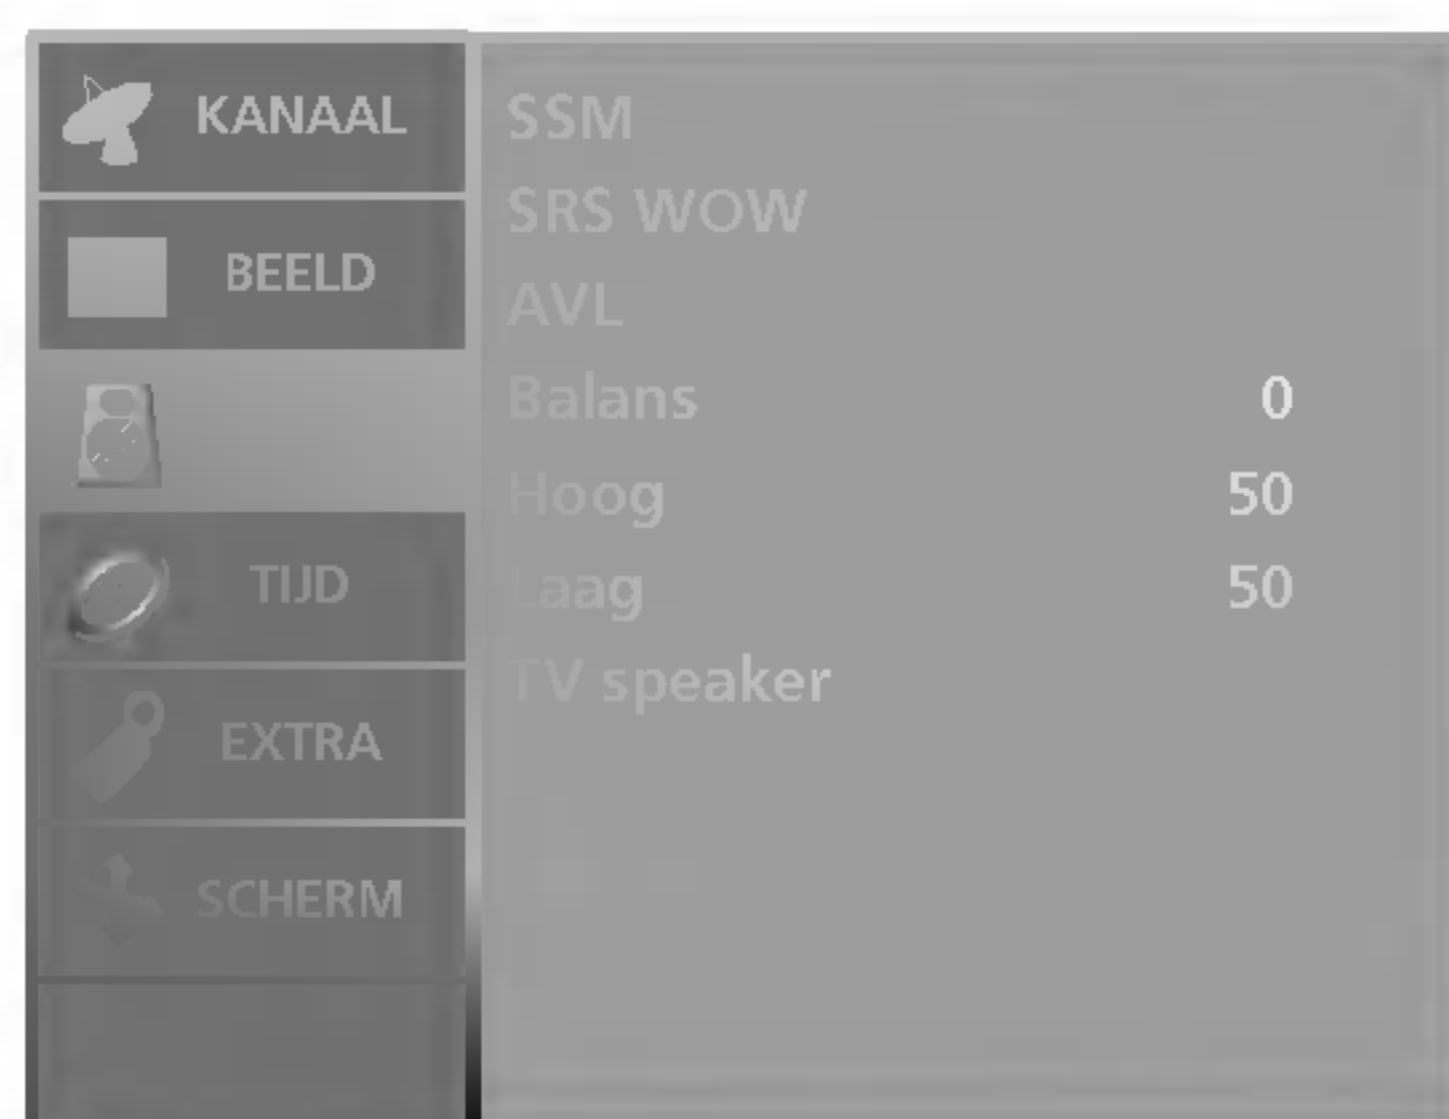 KANAAL
BEELD
TIJD
EXTRA
SCHERM
SSM
SRS WOW
AVL
Balans 0
Hoog 50
Laag 50
TV speaker